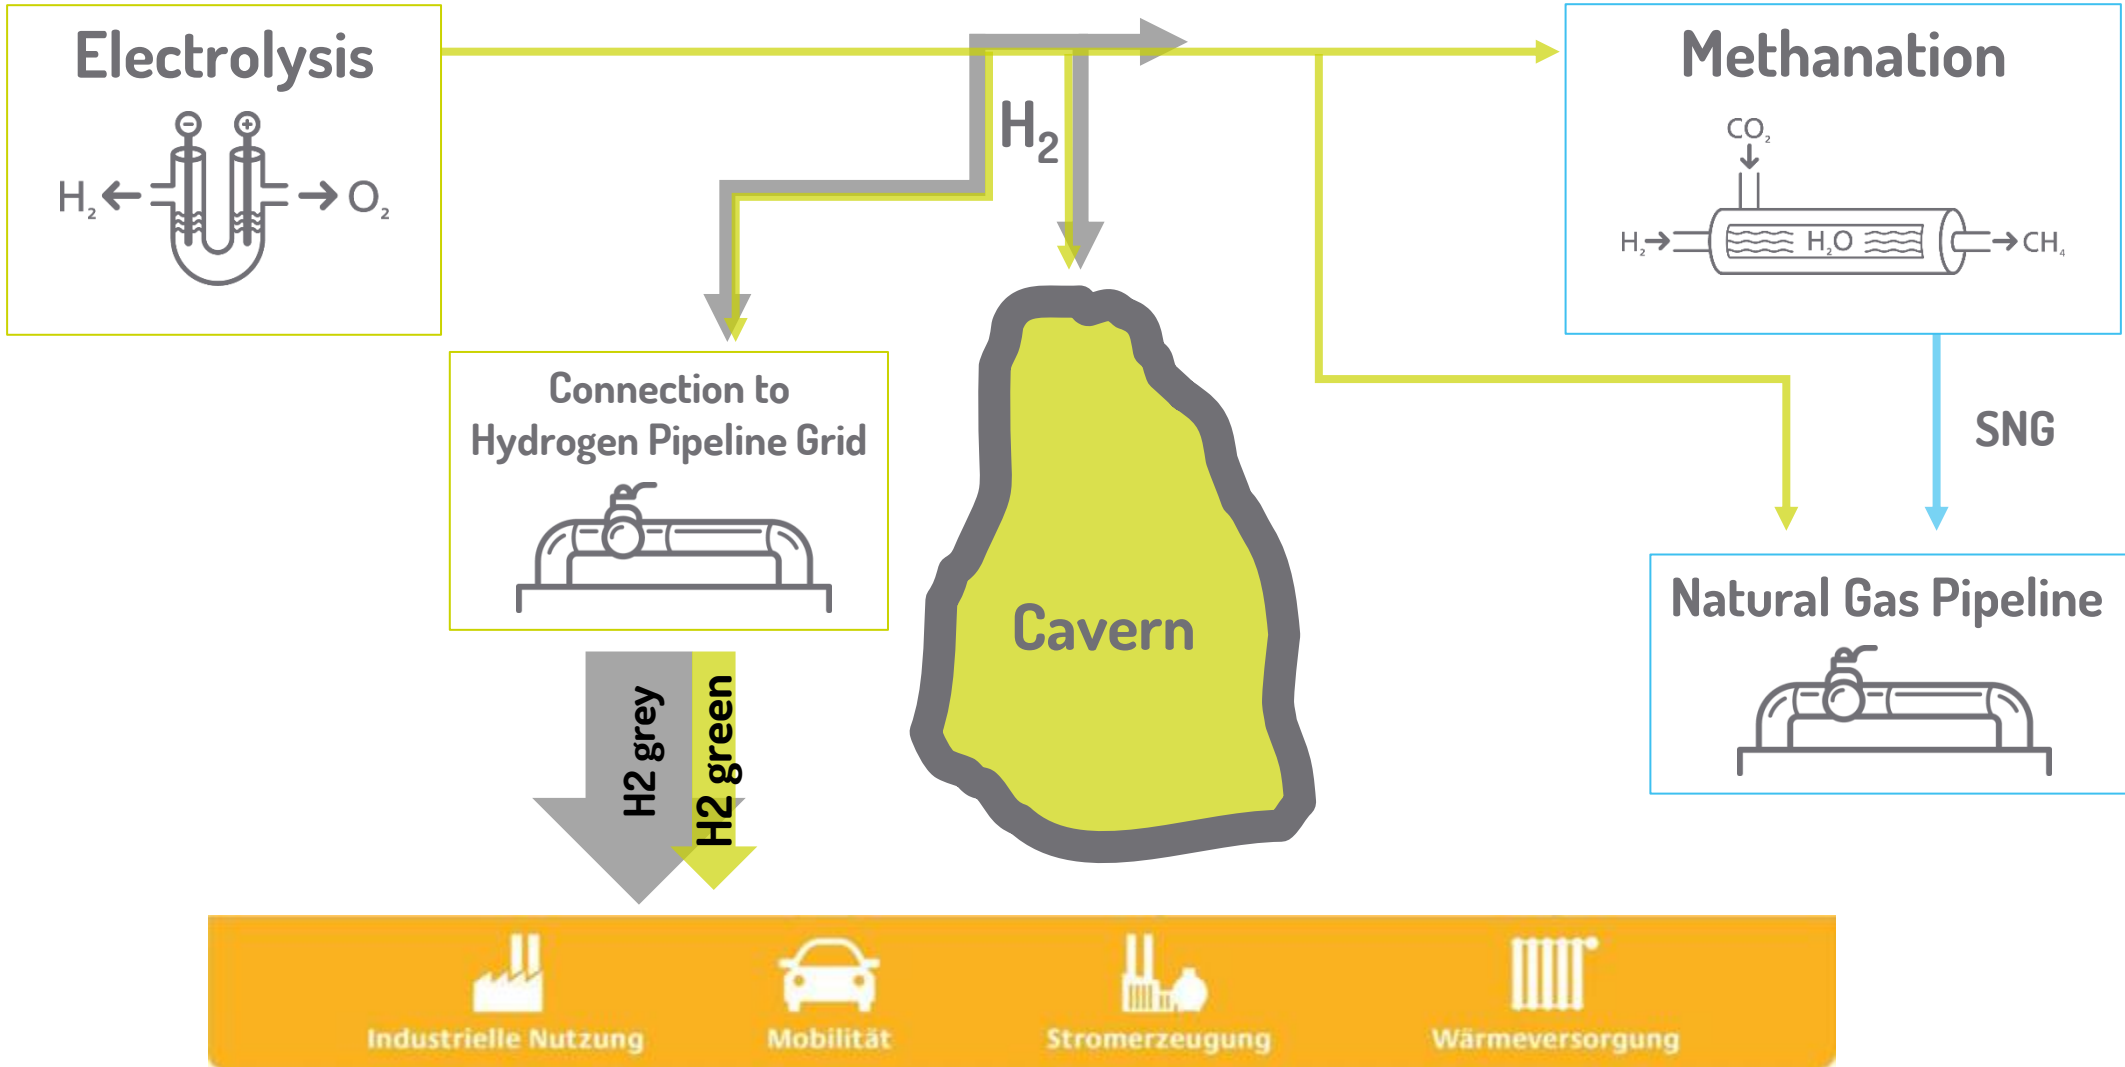 Electrolysis
H₂
O₂
H₂
Methanation
CO₂
H₂
H₂O
CH₄
Connection to
Hydrogen Pipeline Grid
SNG
Cavern
Natural Gas Pipeline
H2 grey
H2 green
Industrielle Nutzung
Mobilität
Stromerzeugung
Wärmeversorgung